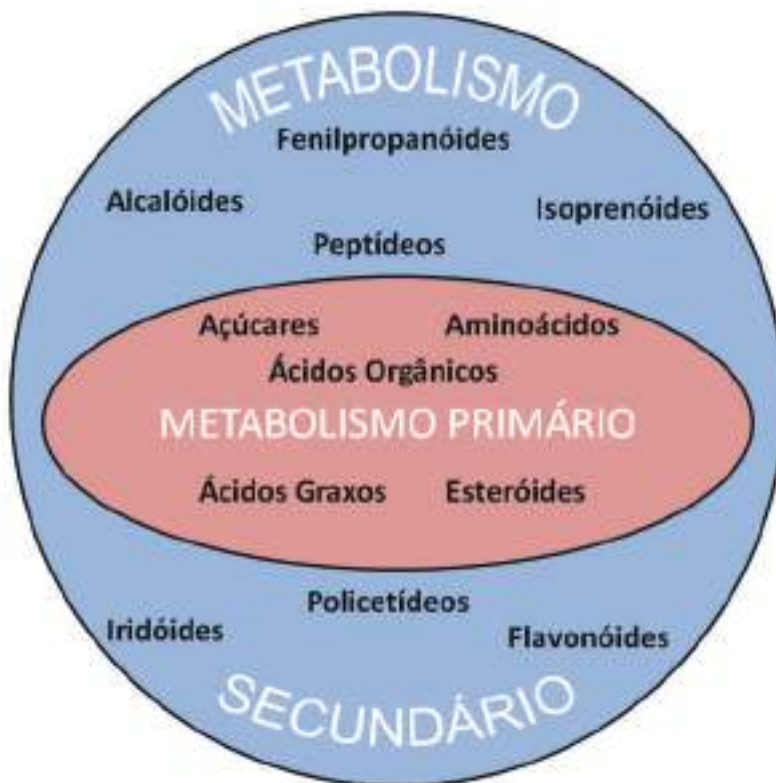 METABOLISMO
Fenilpropanóides
Alcalóides
Isoprenóides
Peptídeos
Açúcares
Aminoácidos
Ácidos Orgânicos
METABOLISMO PRIMÁRIO
Ácidos Graxos
Esteróides
Policetídeos
Iridóides
Flavonóides
SECUNDÁRIO